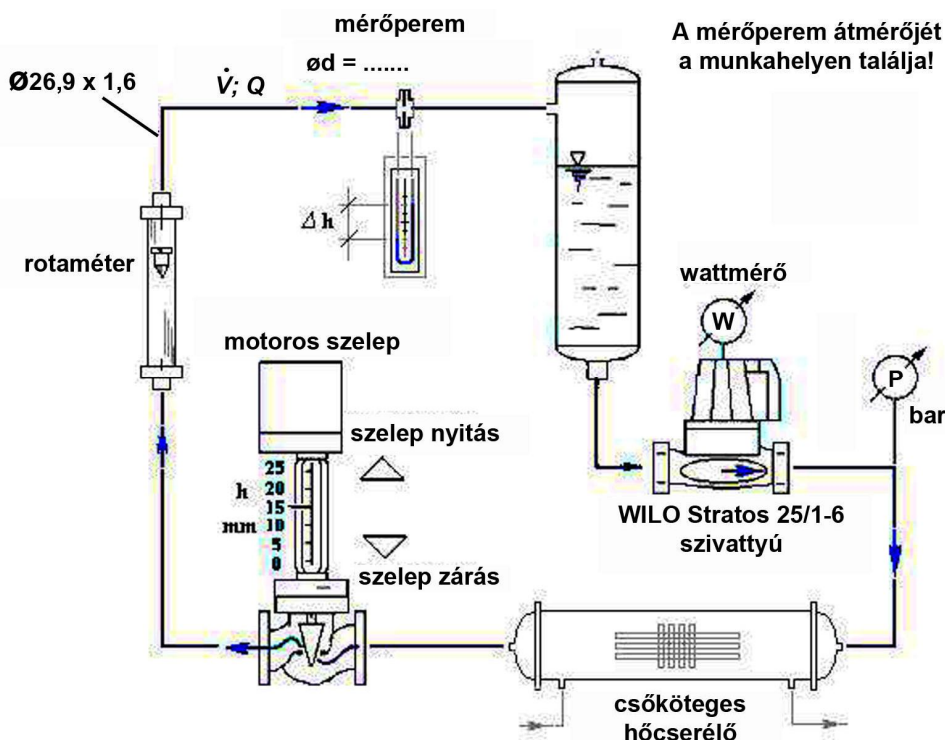 mérőperem
A mérőperem átmérőjét
a munkahelyen találja!
ød = .......
Ø26,9 x 1,6
V̇; Q
Δh
rotaméter
wattmérő
W
motoros szelep
P
bar
szelep nyitás
25
h 20
15
mm 10
5
0
WILO Stratos 25/1-6
szivattyú
szelep zárás
csőköteges
hőcserélő